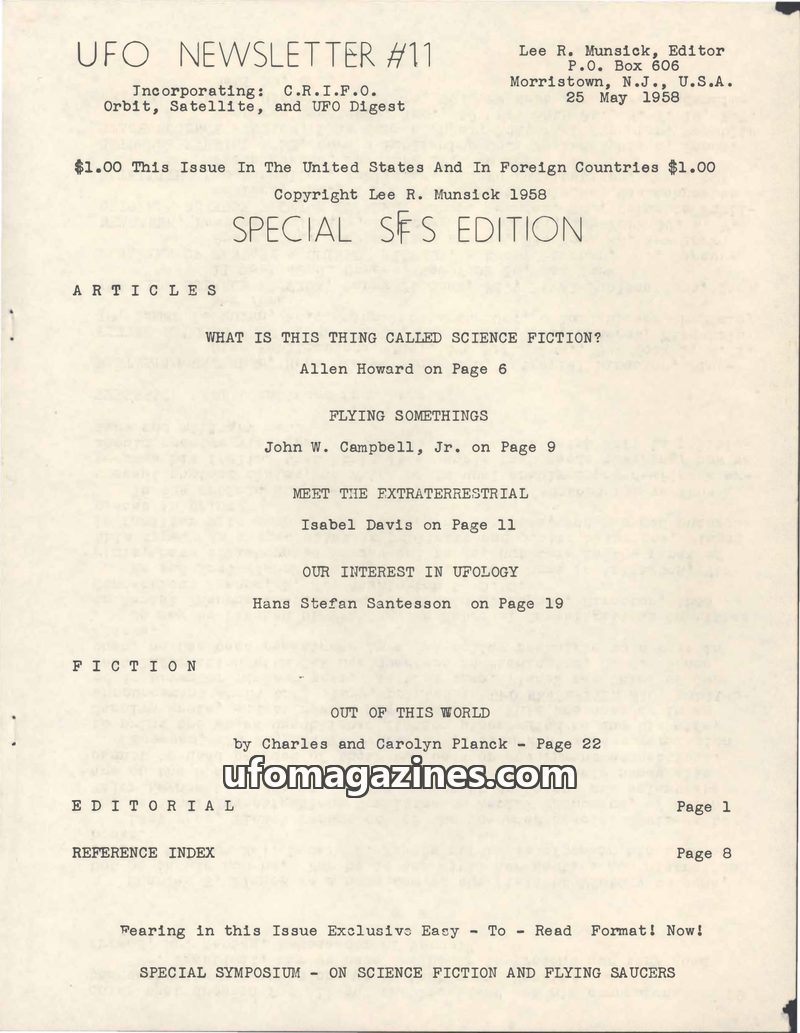 UFO NEWSLETTER #11
Incorporating: C.R.I.F.O.
Orbit, Satellite, and UFO Digest
Lee R. Munsick, Editor
P.O. Box 606
Morristown, N.J., U.S.A.
25 May 1958
$1.00 This Issue In The United States And In Foreign Countries $1.00
Copyright Lee R. Munsick 1958
SPECIAL SFFS EDITION
ARTICLES
WHAT IS THIS THING CALLED SCIENCE FICTION?
Allen Howard on Page 6
FLYING SOMETHINGS
John W. Campbell, Jr. on Page 9
MEET THE EXTRATERRESTRIAL
Isabel Davis on Page 11
OUR INTEREST IN UFOLOGY
Hans Stefan Santesson on Page 19
FICTION
OUT OF THIS WORLD
by Charles and Carolyn Planck - Page 22
ufomagazines.com
EDITORIAL Page 1
REFERENCE INDEX Page 8
Fearing in this Issue Exclusive Easy - To - Read Format! Now!
SPECIAL SYMPOSIUM - ON SCIENCE FICTION AND FLYING SAUCERS